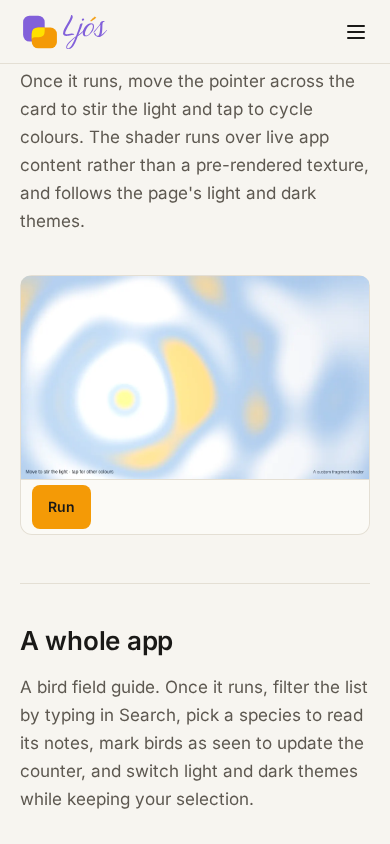 Ljós
Once it runs, move the pointer across the
card to stir the light and tap to cycle
colours. The shader runs over live app
content rather than a pre-rendered texture,
and follows the page's light and dark
themes.
Move to stir the light · tap for other colours
A custom fragment shader
Run
A whole app
A bird field guide. Once it runs, filter the list
by typing in Search, pick a species to read
its notes, mark birds as seen to update the
counter, and switch light and dark themes
while keeping your selection.